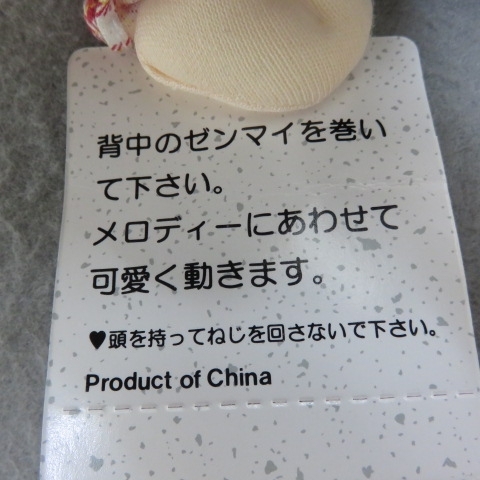 背中のゼンマイを巻い
て下さい。
メロディーにあわせて
可愛く動きます。
♥頭を持ってねじを回さないで下さい。
Product of China